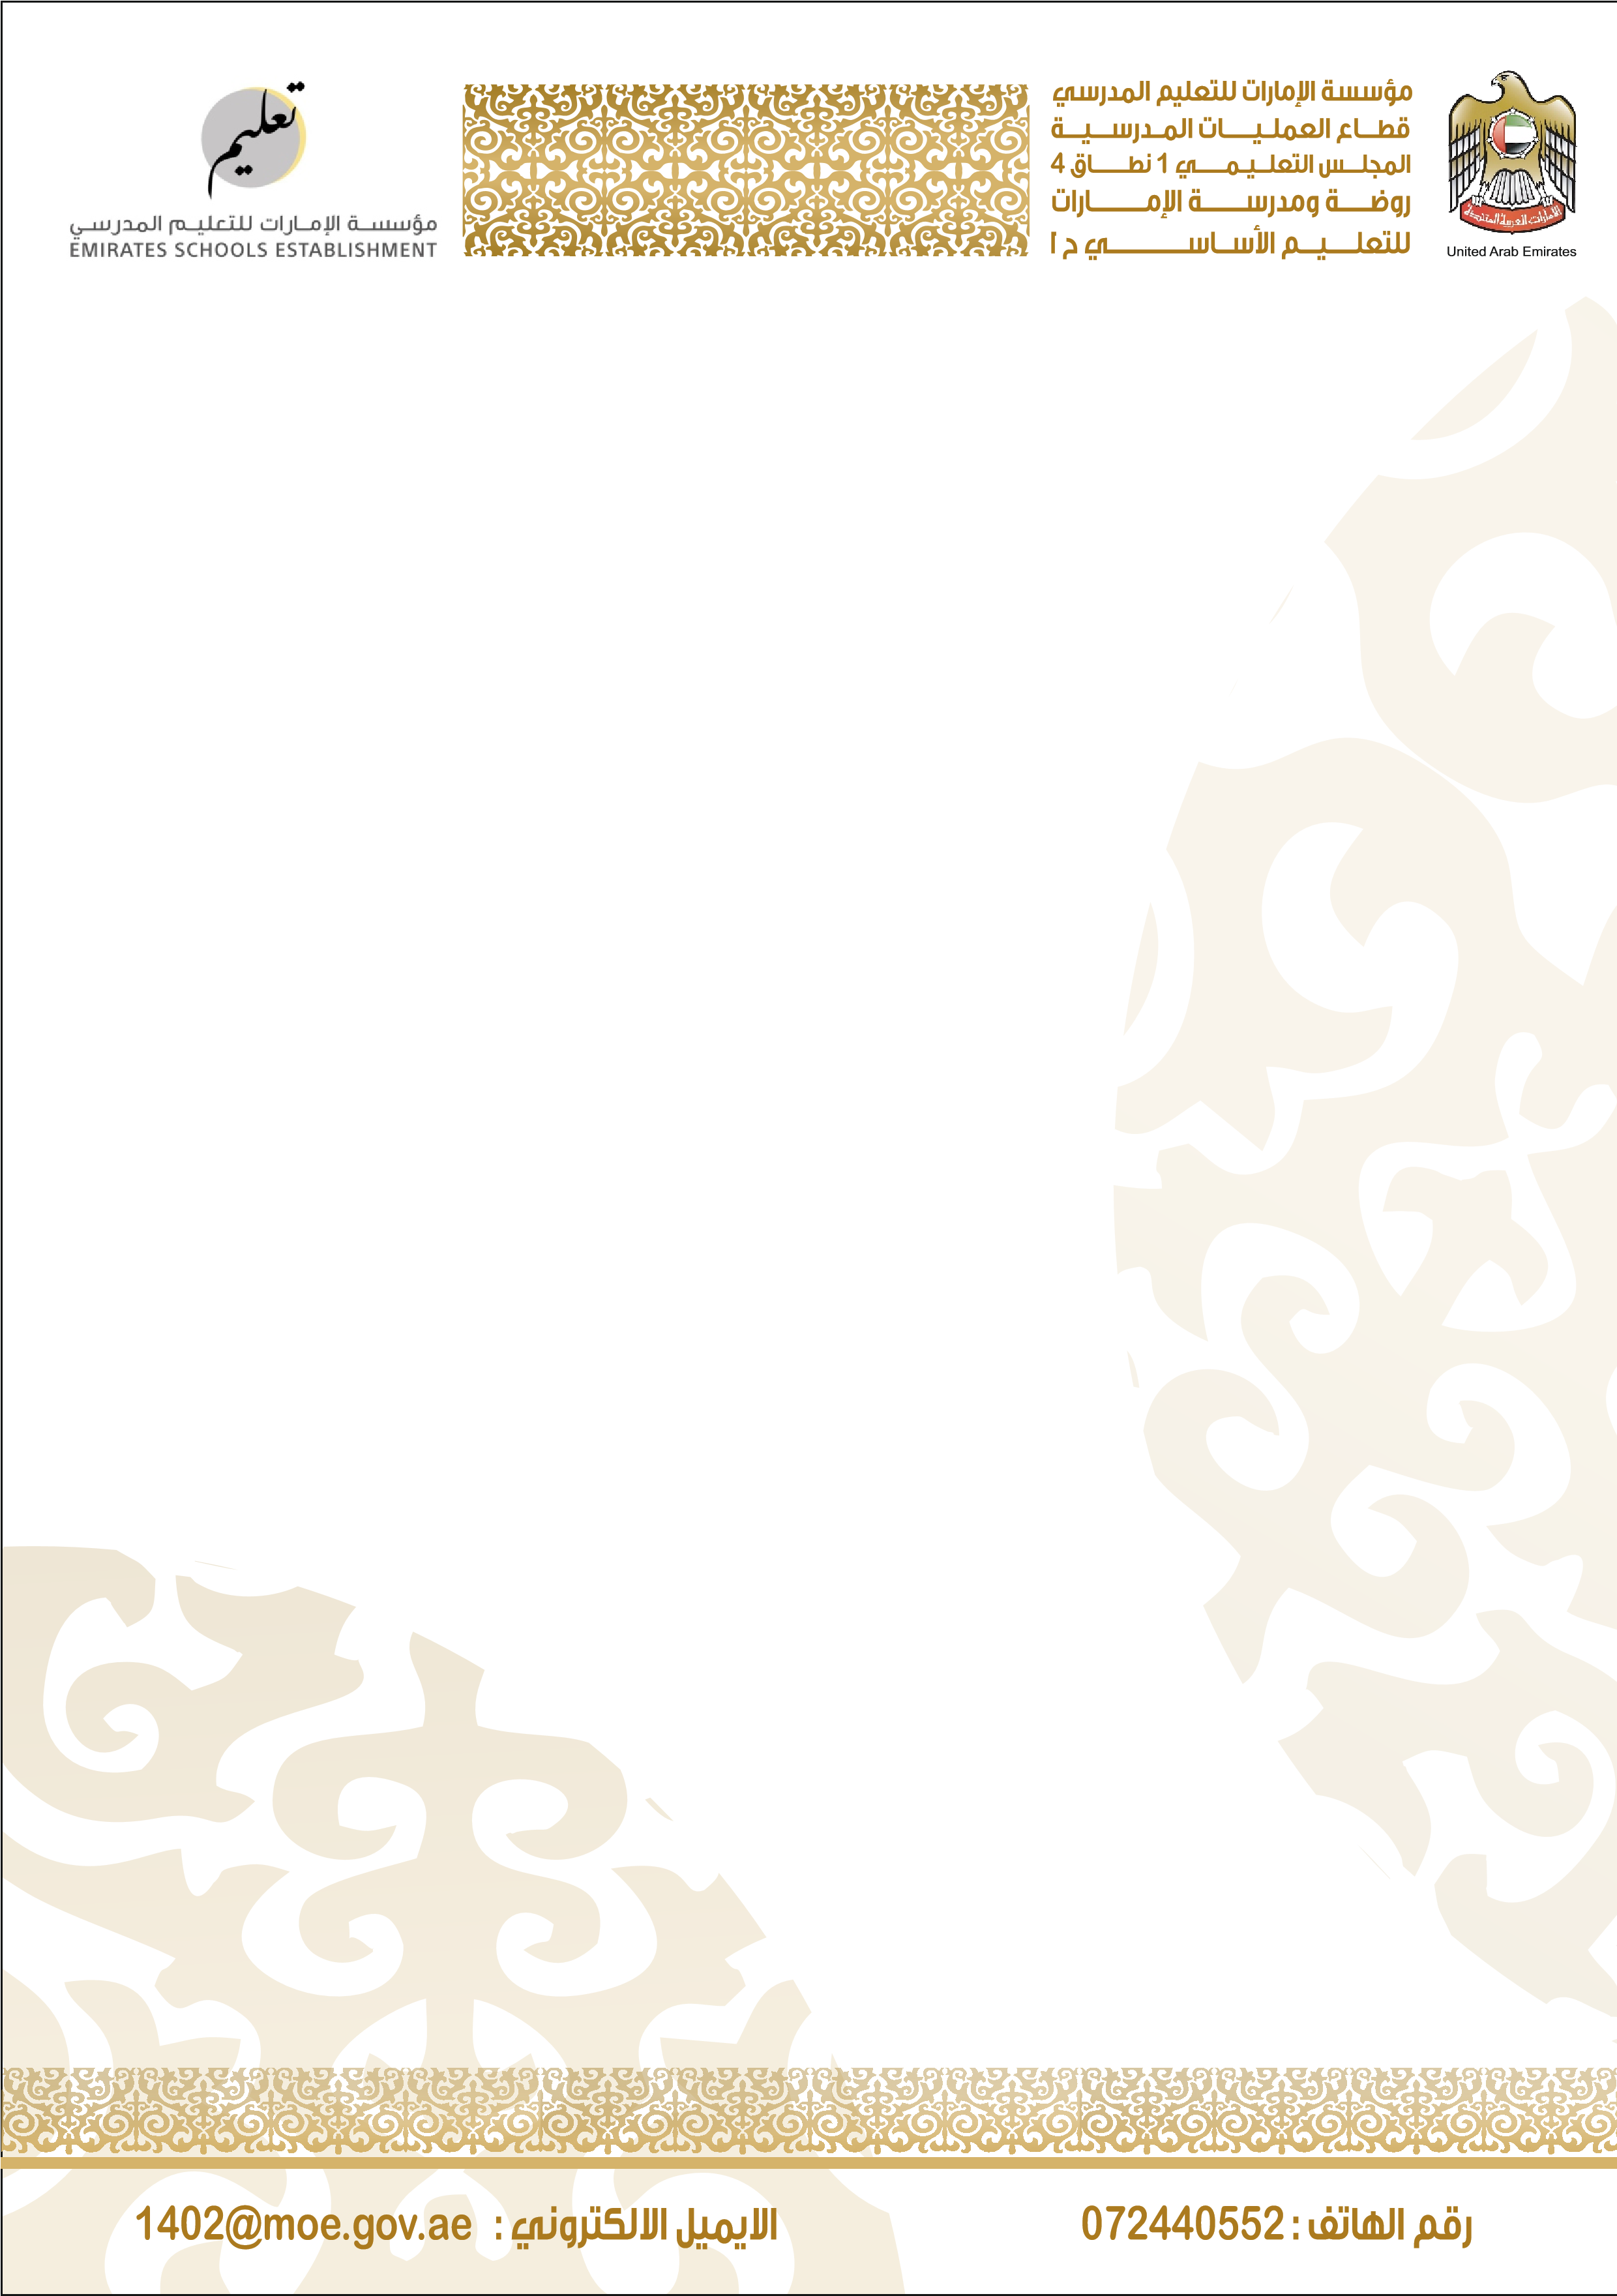 مؤسسة الإمارات للتعليم المدرسي
قطاع العمليات المدرسية
المجلس التعليمي 1 نطاق 4
روضة ومدرسة الإمارات
للتعليم الأساسي ح ١
الإمارات العربية المتحدة
United Arab Emirates
تعليم
مؤسسة الإمارات للتعليم المدرسي
EMIRATES SCHOOLS ESTABLISHMENT
رقم الهاتف : 072440552
الايميل الالكتروني : 1402@moe.gov.ae